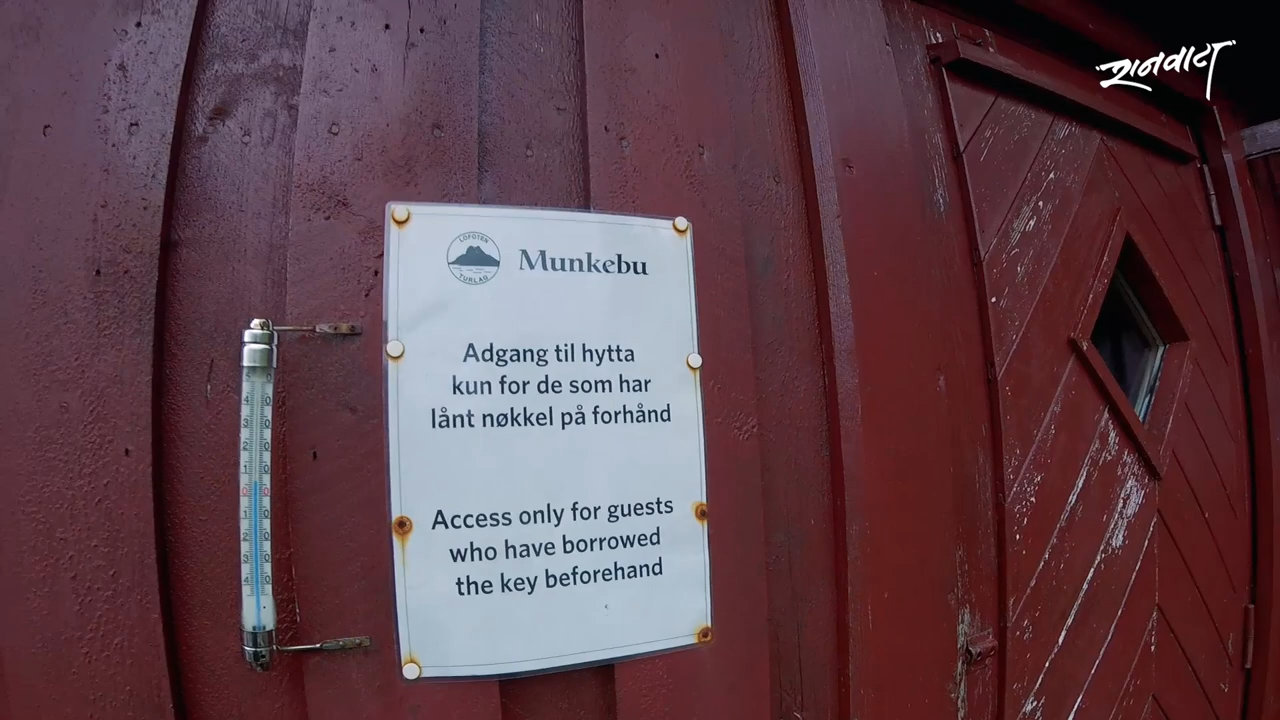 रानवाटा
LOFOTEN
TURLAG
Munkebu
Adgang til hytta
kun for de som har
lånt nøkkel på forhånd
Access only for guests
who have borrowed
the key beforehand